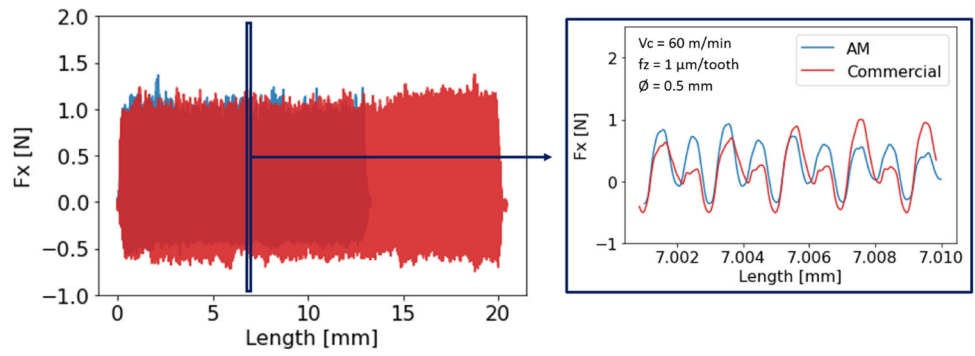 2.0
1.5
1.0
0.5
0.0
−0.5
−1.0
Fx [N]
0 5 10 15 20
Length [mm]
Vc = 60 m/min
fz = 1 µm/tooth
Ø = 0.5 mm
AM
Commercial
2
1
0
−1
Fx [N]
7.002 7.004 7.006 7.008 7.010
Length [mm]